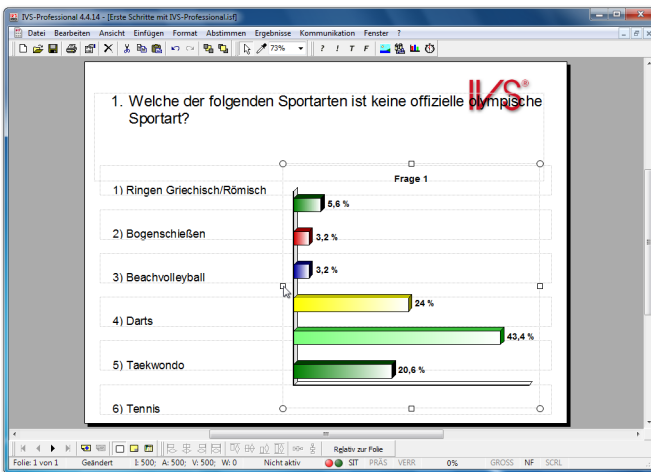 IVS-Professional 4.4.14 - [Erste Schritte mit IVS-Professional.isf]
Datei Bearbeiten Ansicht Einfügen Format Abstimmen Ergebnisse Kommunikation Fenster ?
73% ? ! T F
IVS®
1. Welche der folgenden Sportarten ist keine offizielle olympische
Sportart?
Frage 1
1) Ringen Griechisch/Römisch
5,6 %
2) Bogenschießen
3,2 %
3) Beachvolleyball
3,2 %
24 %
4) Darts
43,4 %
5) Taekwondo
20,6 %
6) Tennis
Relativ zur Folie
Folie: 1 von 1 Geändert I: 500; A: 500; V: 500; W: 0 Nicht aktiv SIT PRÄS VERR 0% GROSS NF SCRL